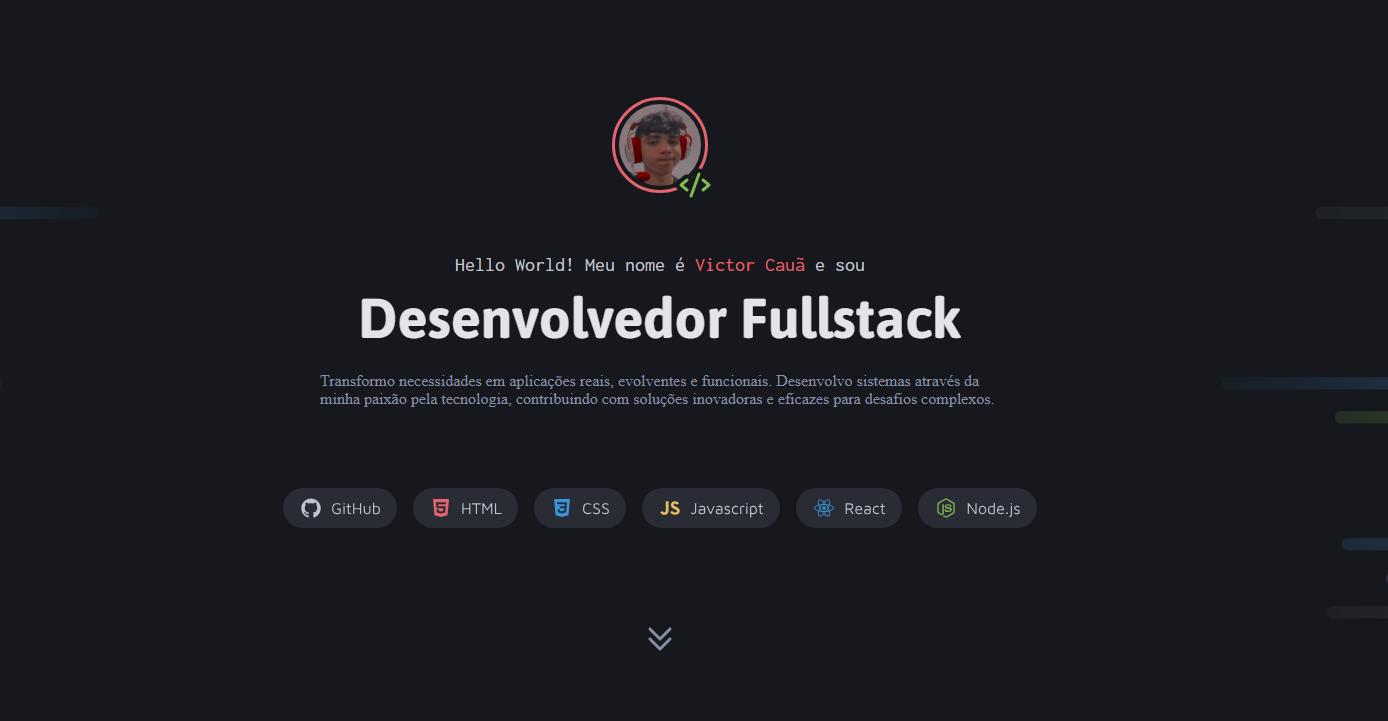 Hello World! Meu nome é Victor Cauã e sou
Desenvolvedor Fullstack
Transformo necessidades em aplicações reais, evolventes e funcionais. Desenvolvo sistemas através da
minha paixão pela tecnologia, contribuindo com soluções inovadoras e eficazes para desafios complexos.
GitHub HTML CSS JS Javascript React Node.js